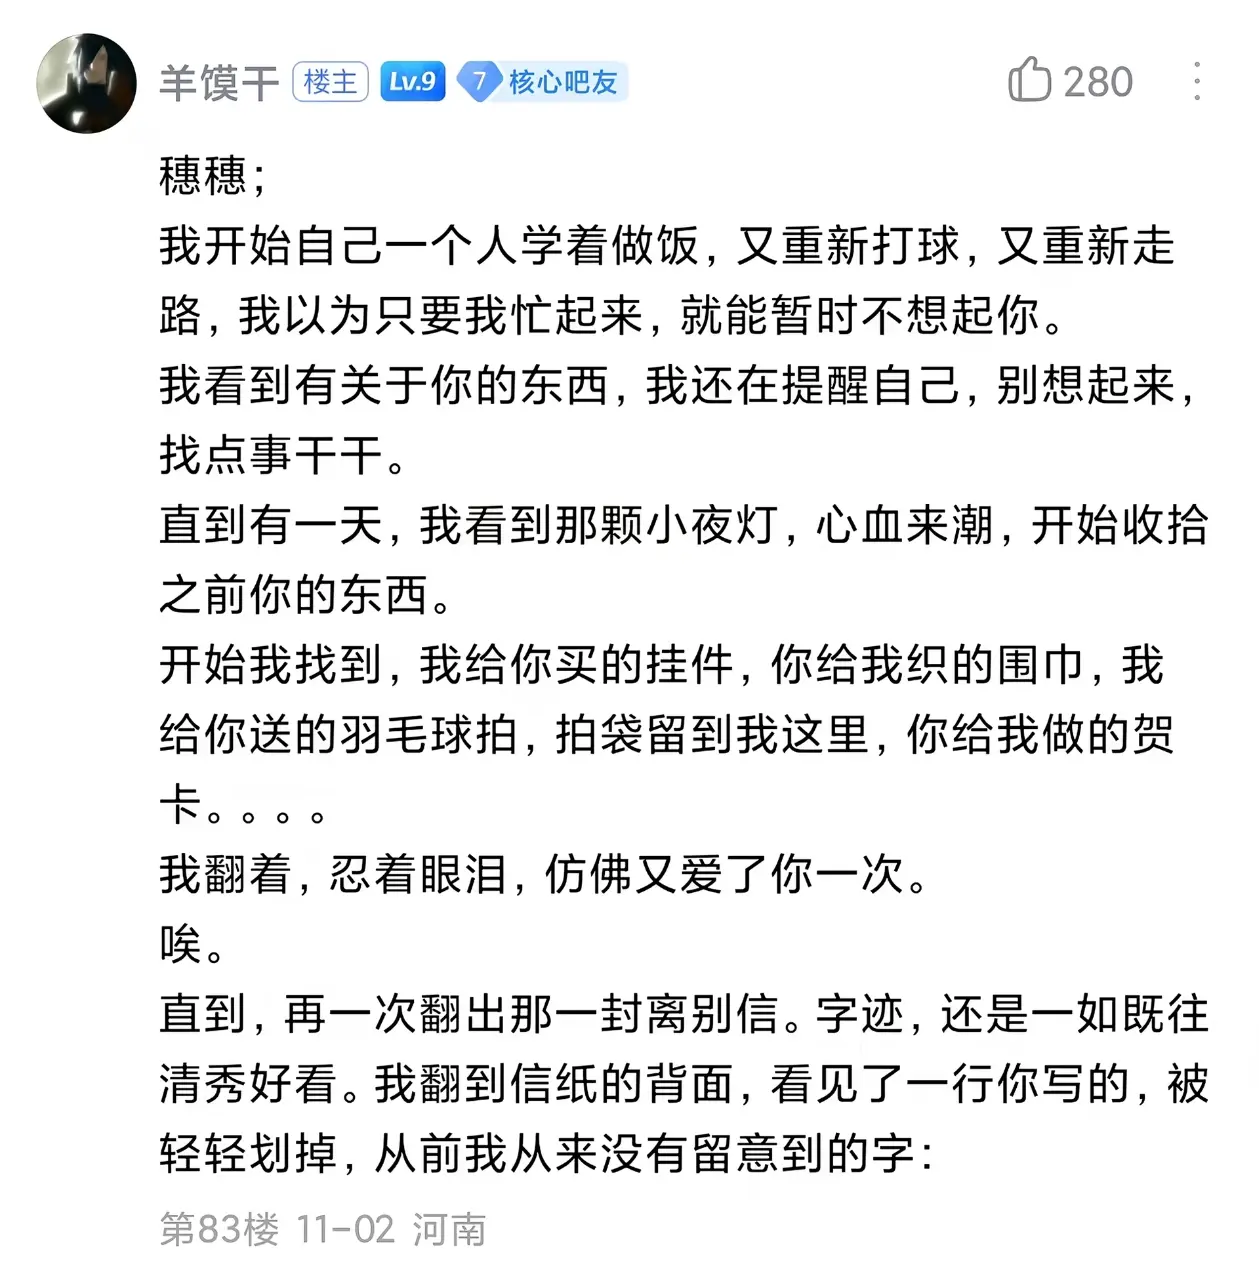 羊馍干 楼主 Lv.9 7 核心吧友 280
穗穗；
我开始自己一个人学着做饭，又重新打球，又重新走
路，我以为只要我忙起来，就能暂时不想起你。
我看到有关于你的东西，我还在提醒自己，别想起来，
找点事干干。
直到有一天，我看到那颗小夜灯，心血来潮，开始收拾
之前你的东西。
开始我找到，我给你买的挂件，你给我织的围巾，我
给你送的羽毛球拍，拍袋留到我这里，你给我做的贺
卡。。。。
我翻着，忍着眼泪，仿佛又爱了你一次。
唉。
直到，再一次翻出那一封离别信。字迹，还是一如既往
清秀好看。我翻到信纸的背面，看见了一行你写的，被
轻轻划掉，从前我从来没有留意到的字：
第83楼 11-02 河南